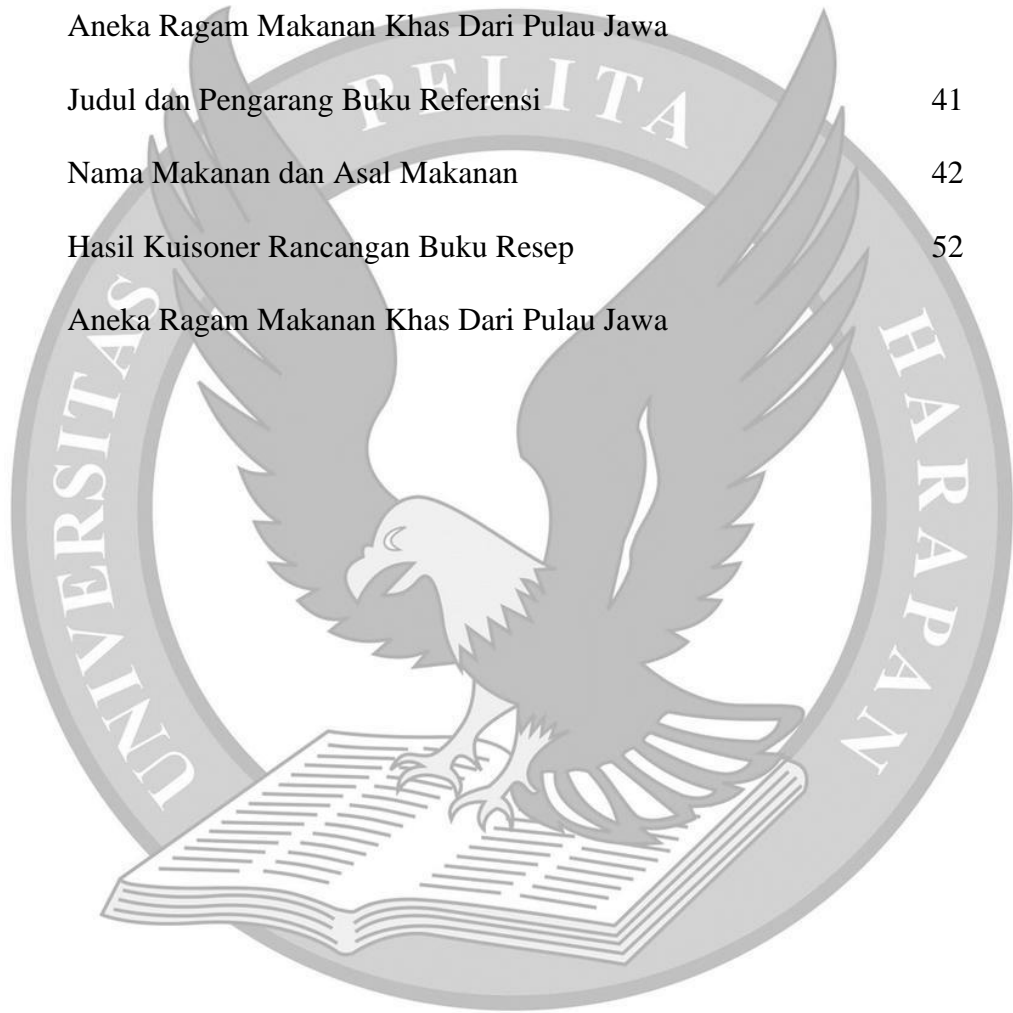 Aneka Ragam Makanan Khas Dari Pulau Jawa
Judul dan Pengarang Buku Referensi 41
Nama Makanan dan Asal Makanan 42
Hasil Kuisoner Rancangan Buku Resep 52
Aneka Ragam Makanan Khas Dari Pulau Jawa
UNIVERSITAS PELITA HARAPAN